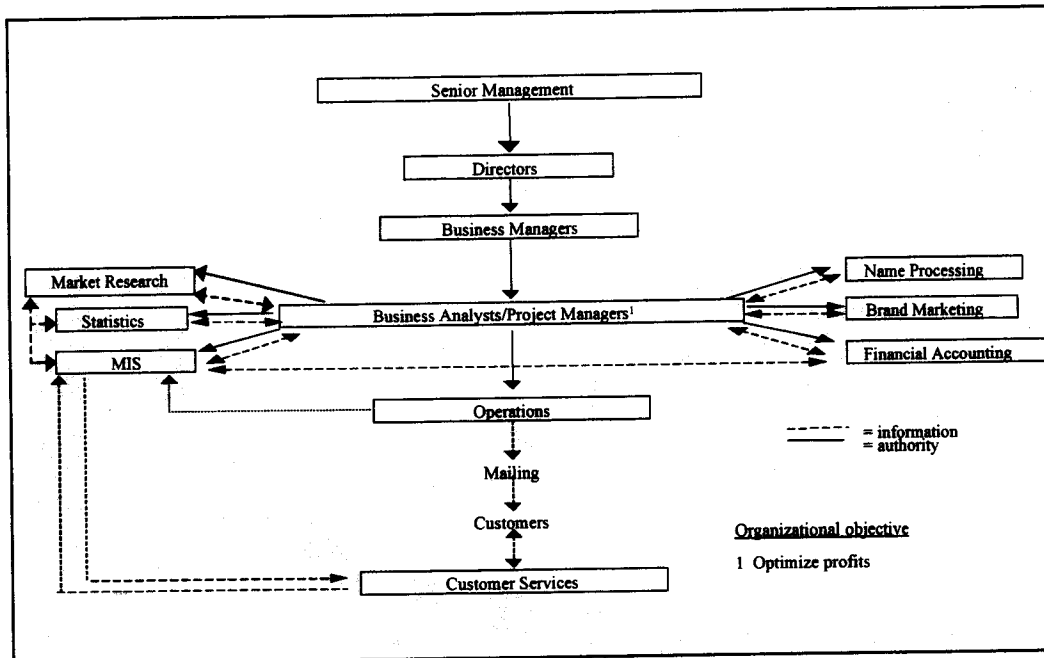 Senior Management
Directors
Business Managers
Market Research
Name Processing
Statistics
Business Analysts/Project Managers¹
Brand Marketing
MIS
Financial Accounting
Operations
= information
= authority
Mailing
Customers
Organizational objective
1 Optimize profits
Customer Services